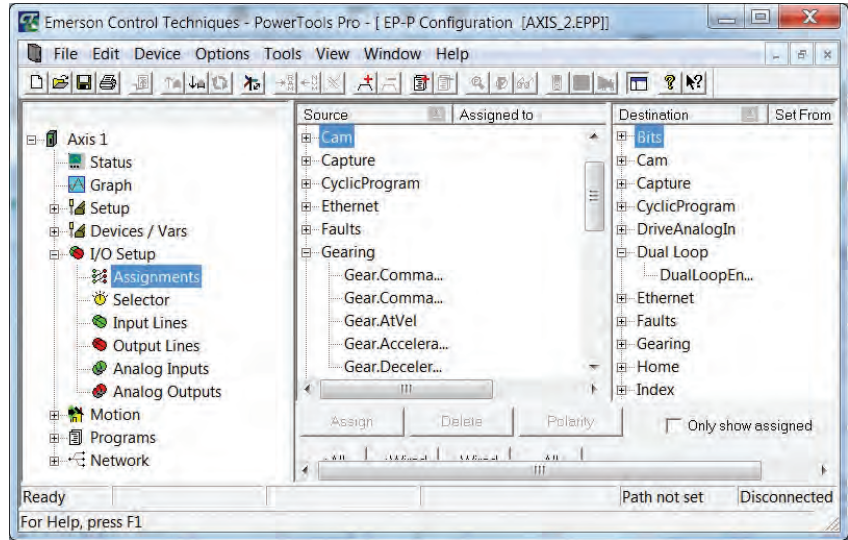 Emerson Control Techniques - PowerTools Pro - [ EP-P Configuration [AXIS_2.EPP]]
File Edit Device Options Tools View Window Help
Source Assigned to Destination Set From
Axis 1
Status
Graph
Setup
Devices / Vars
I/O Setup
Assignments
Selector
Input Lines
Output Lines
Analog Inputs
Analog Outputs
Motion
Programs
Network
Cam
Capture
CyclicProgram
Ethernet
Faults
Gearing
Gear.Comma...
Gear.Comma...
Gear.AtVel
Gear.Accelera...
Gear.Deceler...
Bits
Cam
Capture
CyclicProgram
DriveAnalogIn
Dual Loop
DualLoopEn...
Ethernet
Faults
Gearing
Home
Index
Assign Delete Polarity Only show assigned
Ready Path not set Disconnected
For Help, press F1